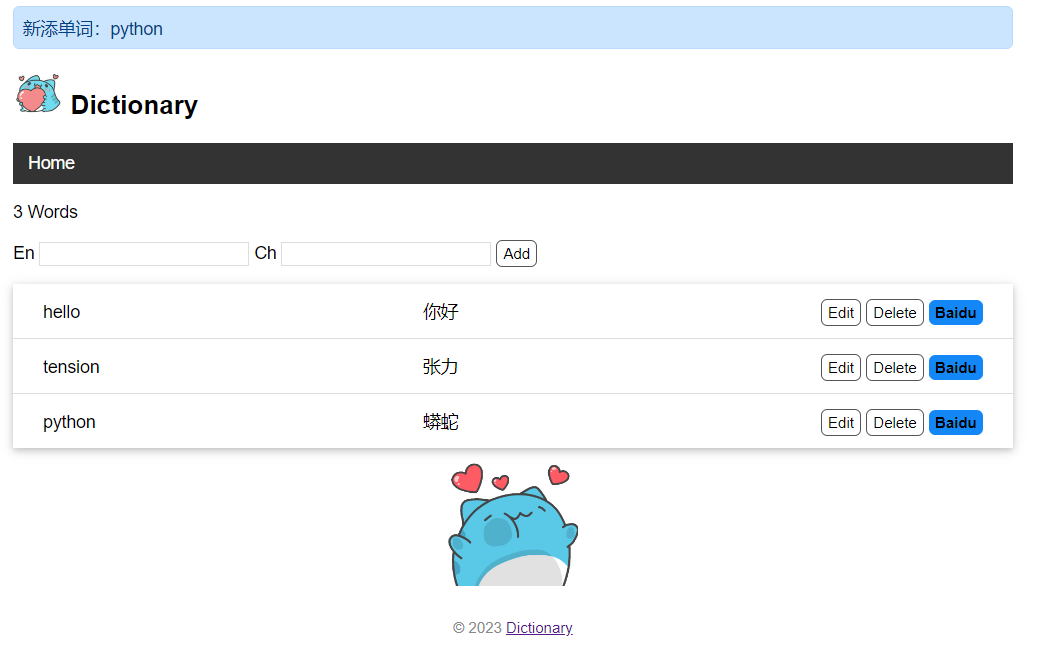 新添单词：python
Dictionary
Home
3 Words
En Ch Add
hello 你好 Edit Delete Baidu
tension 张力 Edit Delete Baidu
python 蟒蛇 Edit Delete Baidu
© 2023 Dictionary